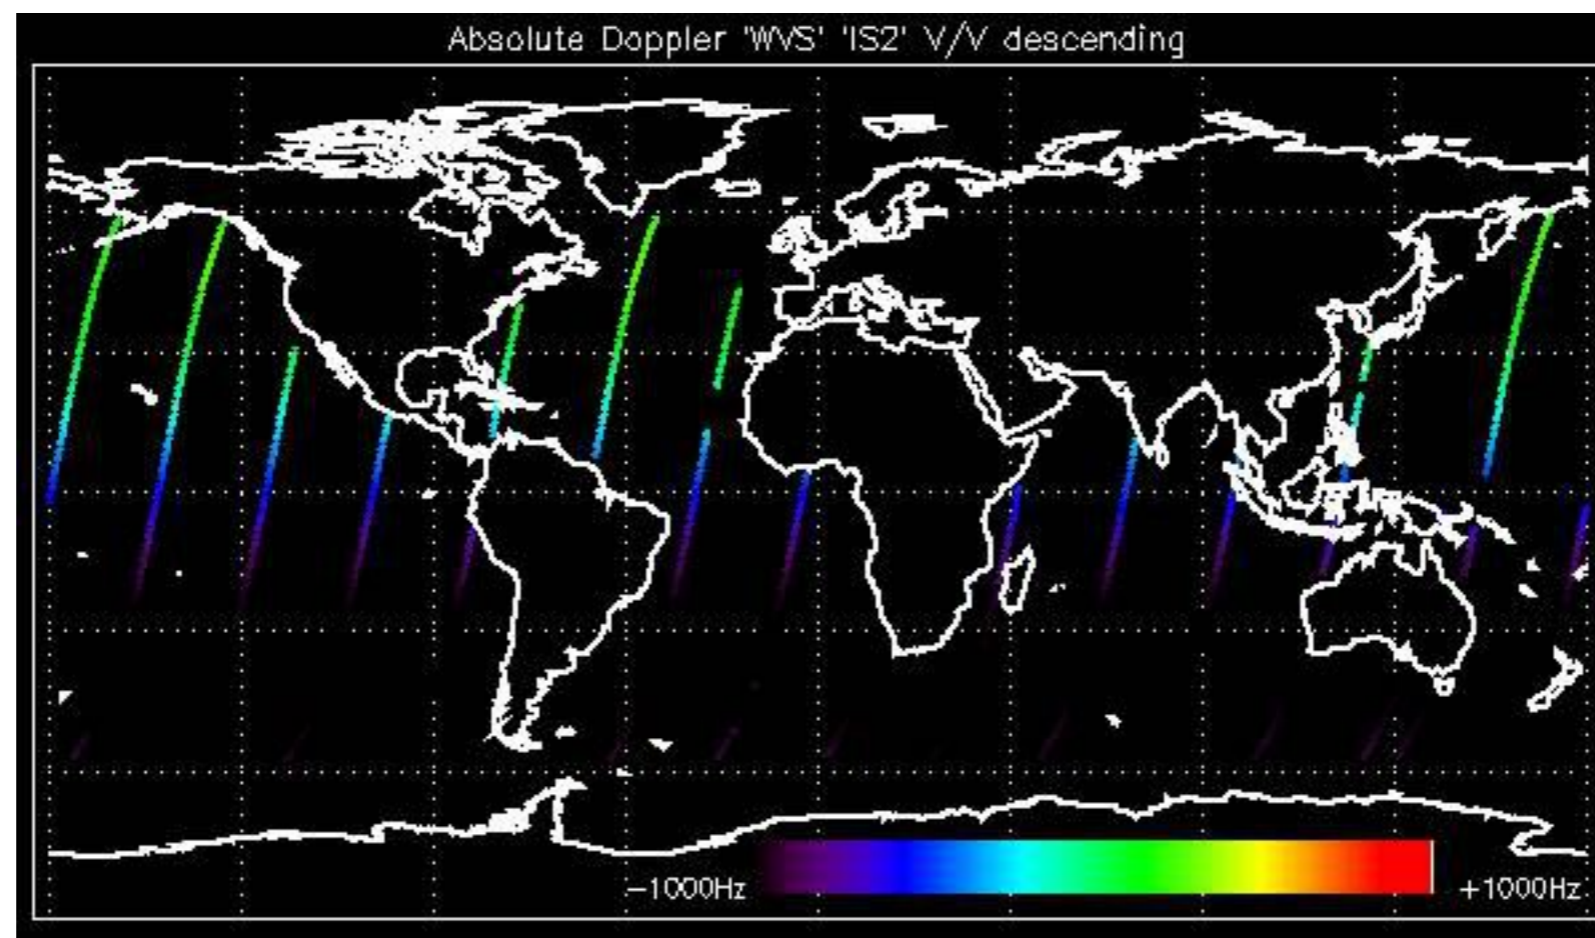 Absolute Doppler 'WVS' 'IS2' V/V descending
−1000Hz
+1000Hz